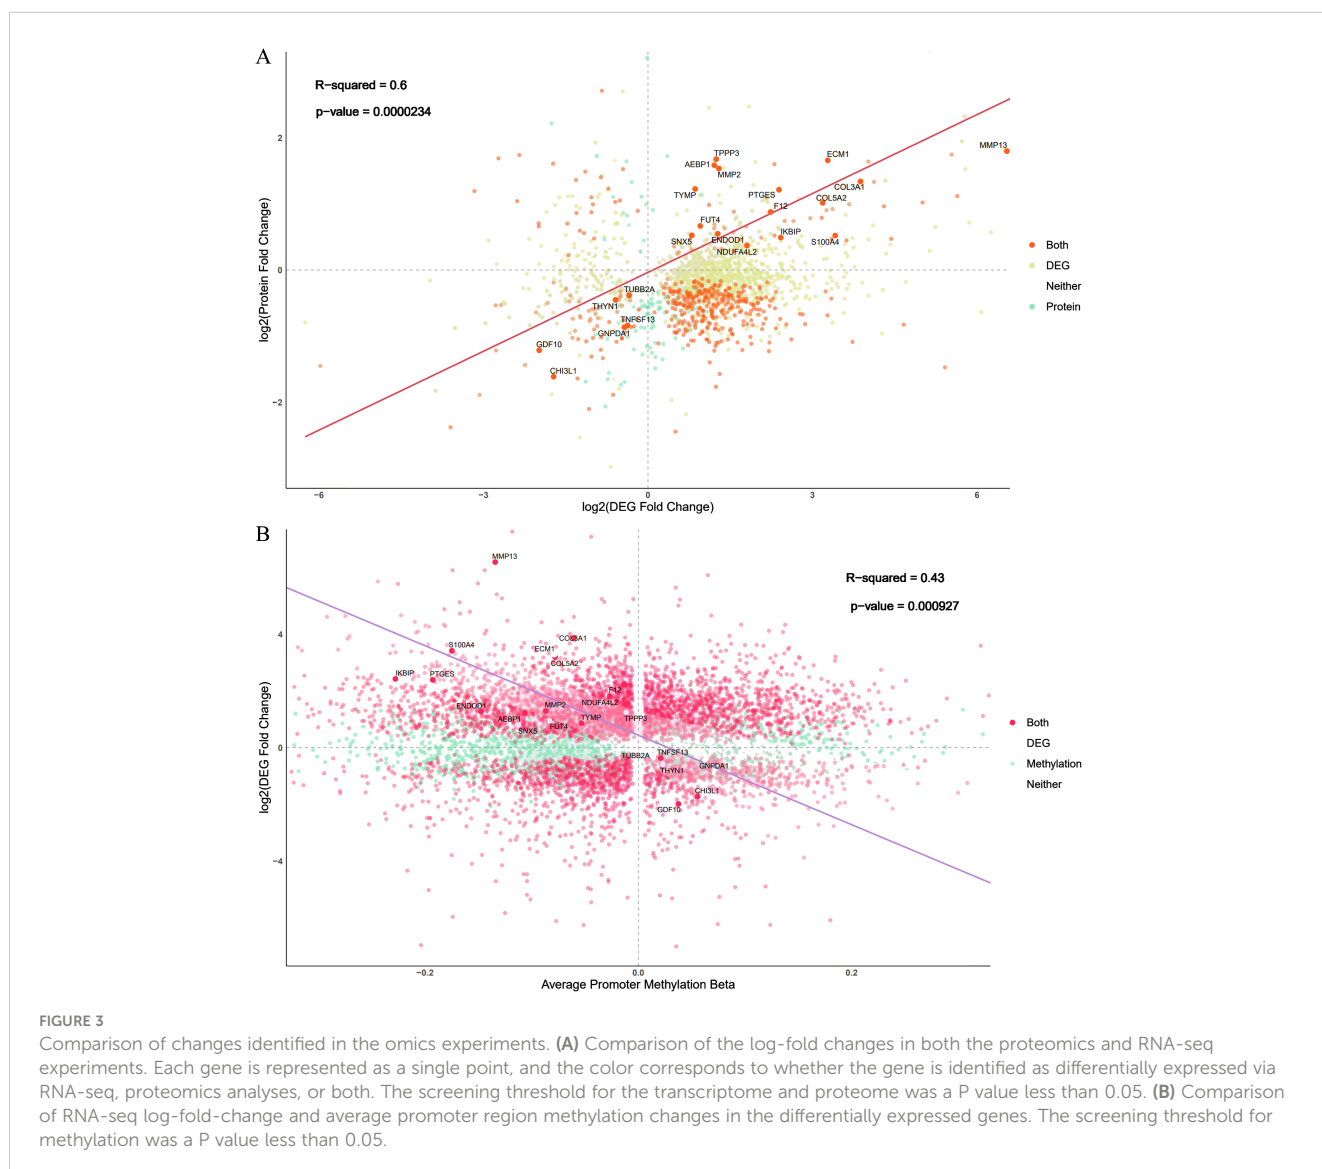 A
R-squared = 0.6
p-value = 0.0000234
log2(Protein Fold Change)
2
0
−2
TPPP3
AEBP1
MMP2
ECM1
MMP13
TYMP
PTGES
COL3A1
COL5A2
F12
FUT4
SNX5
ENDOD1
IKBIP
S100A4
NDUFA4L2
TUBB2A
THYN1
TNFSF13
GNPDA1
GDF10
CHI3L1
Both
DEG
Neither
Protein
−6 −3 0 3 6
log2(DEG Fold Change)
B
R-squared = 0.43
p-value = 0.000927
log2(DEG Fold Change)
4
0
−4
MMP13
S100A4
COL3A1
ECM1
COL5A2
IKBIP
PTGES
F12
ENDOD1
MMP2
NDUFA4L2
AEBP1
TYMP
TPPP3
SNX5
FUT4
TUBB2A
TNFSF13
THYN1
GNPDA1
CHI3L1
GDF10
Both
DEG
Methylation
Neither
−0.2 0.0 0.2
Average Promoter Methylation Beta
FIGURE 3
Comparison of changes identified in the omics experiments. (A) Comparison of the log-fold changes in both the proteomics and RNA-seq
experiments. Each gene is represented as a single point, and the color corresponds to whether the gene is identified as differentially expressed via
RNA-seq, proteomics analyses, or both. The screening threshold for the transcriptome and proteome was a P value less than 0.05. (B) Comparison
of RNA-seq log-fold-change and average promoter region methylation changes in the differentially expressed genes. The screening threshold for
methylation was a P value less than 0.05.